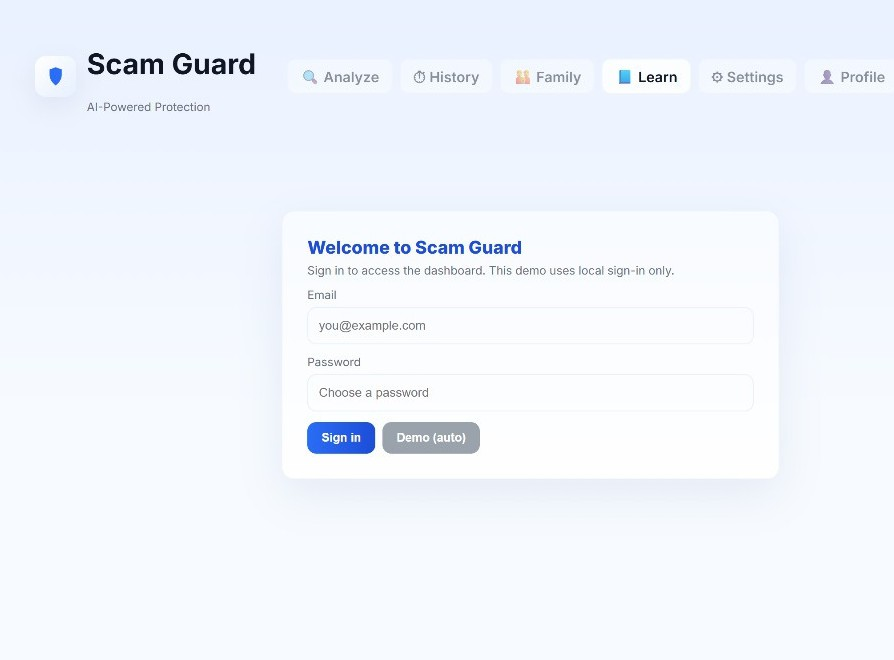 Scam Guard
AI-Powered Protection
Analyze
History
Family
Learn
Settings
Profile
Welcome to Scam Guard
Sign in to access the dashboard. This demo uses local sign-in only.
Email
you@example.com
Password
Choose a password
Sign in
Demo (auto)